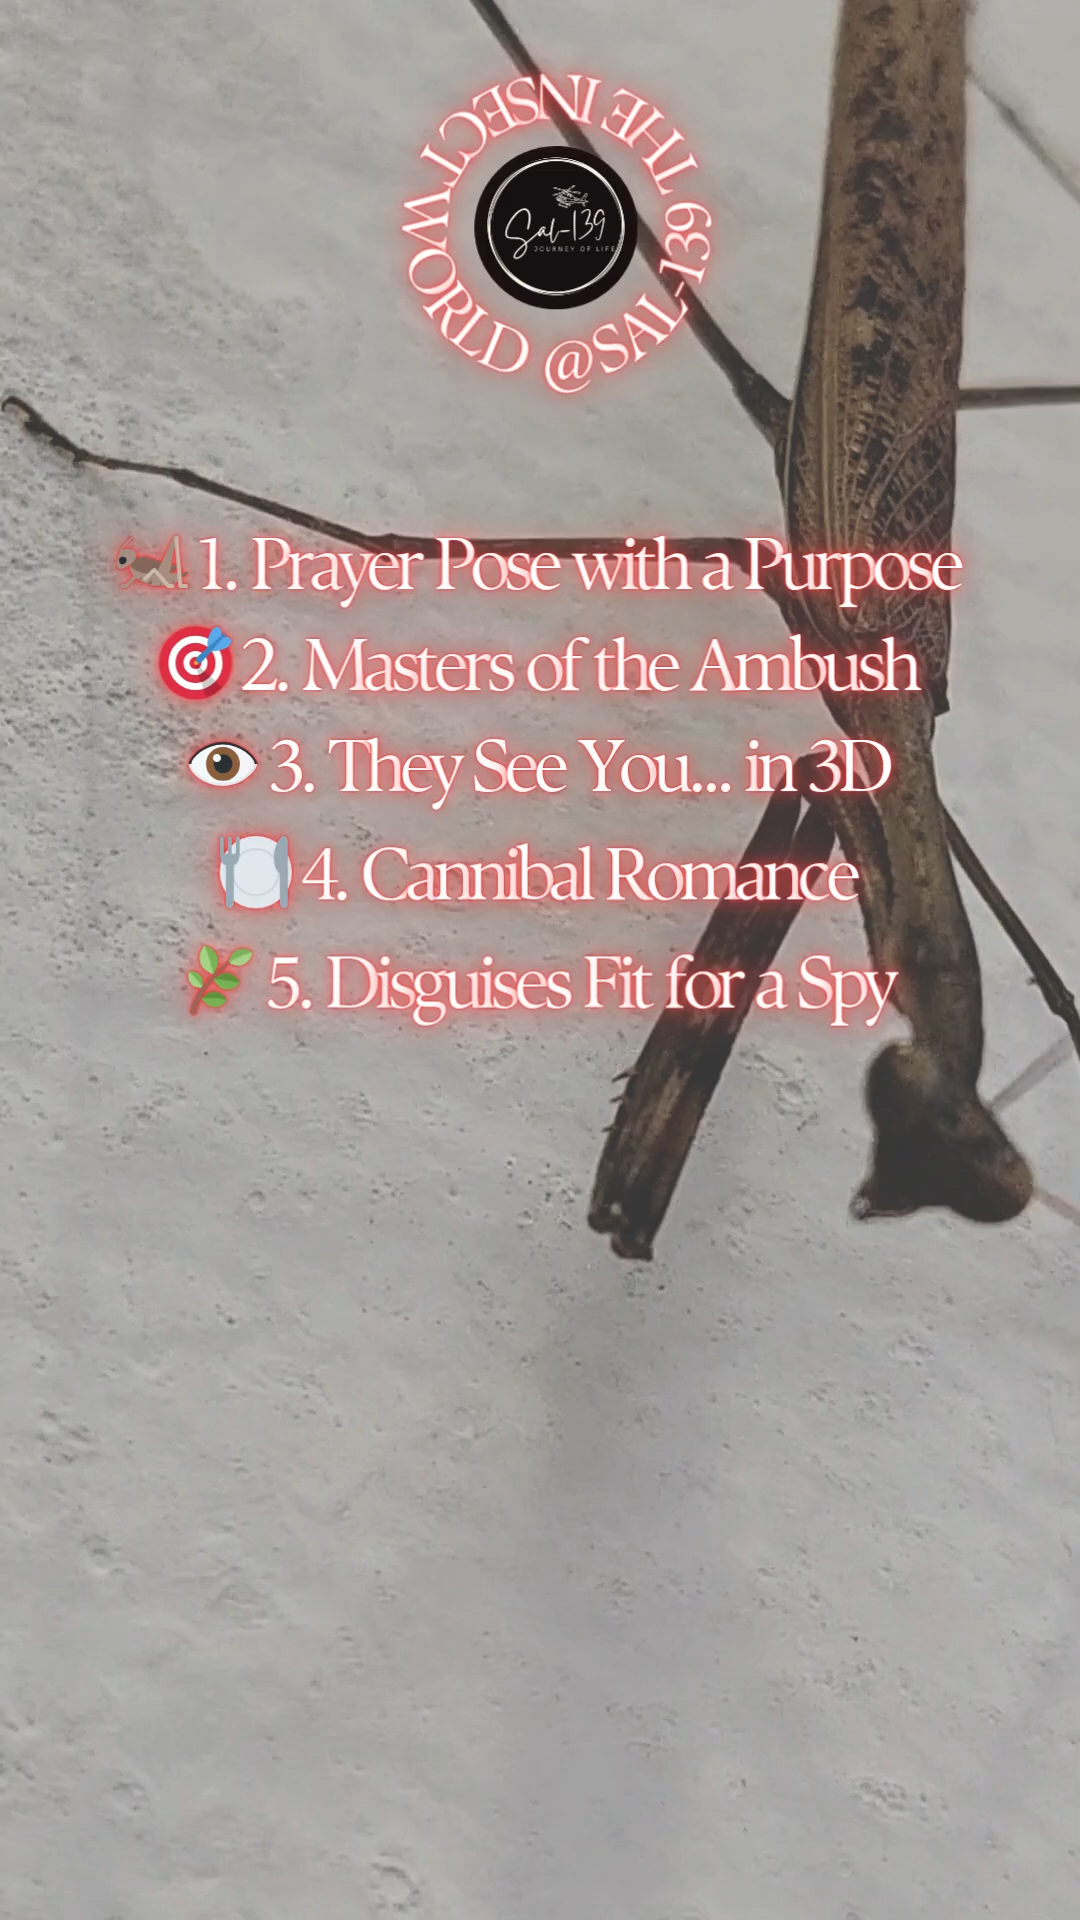 THE INSECT WORLD @SAL-139
Sal-139
JOURNEY OF LIFE
🦗 1. Prayer Pose with a Purpose
🎯 2. Masters of the Ambush
👁️ 3. They See You... in 3D
🍽️ 4. Cannibal Romance
🌿 5. Disguises Fit for a Spy